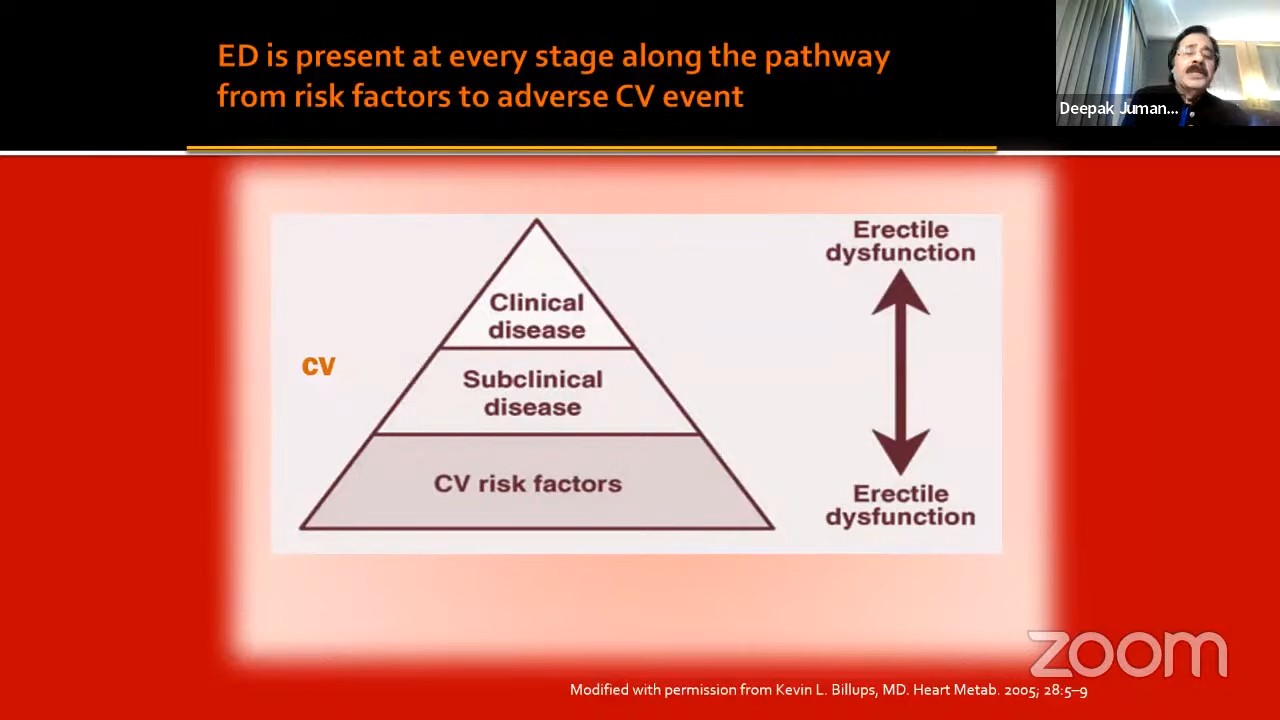 ED is present at every stage along the pathway
from risk factors to adverse CV event
Deepak Juman...
Erectile
dysfunction
Clinical
disease
CV
Subclinical
disease
CV risk factors
Erectile
dysfunction
zoom
Modified with permission from Kevin L. Billups, MD. Heart Metab. 2005; 28:5–9